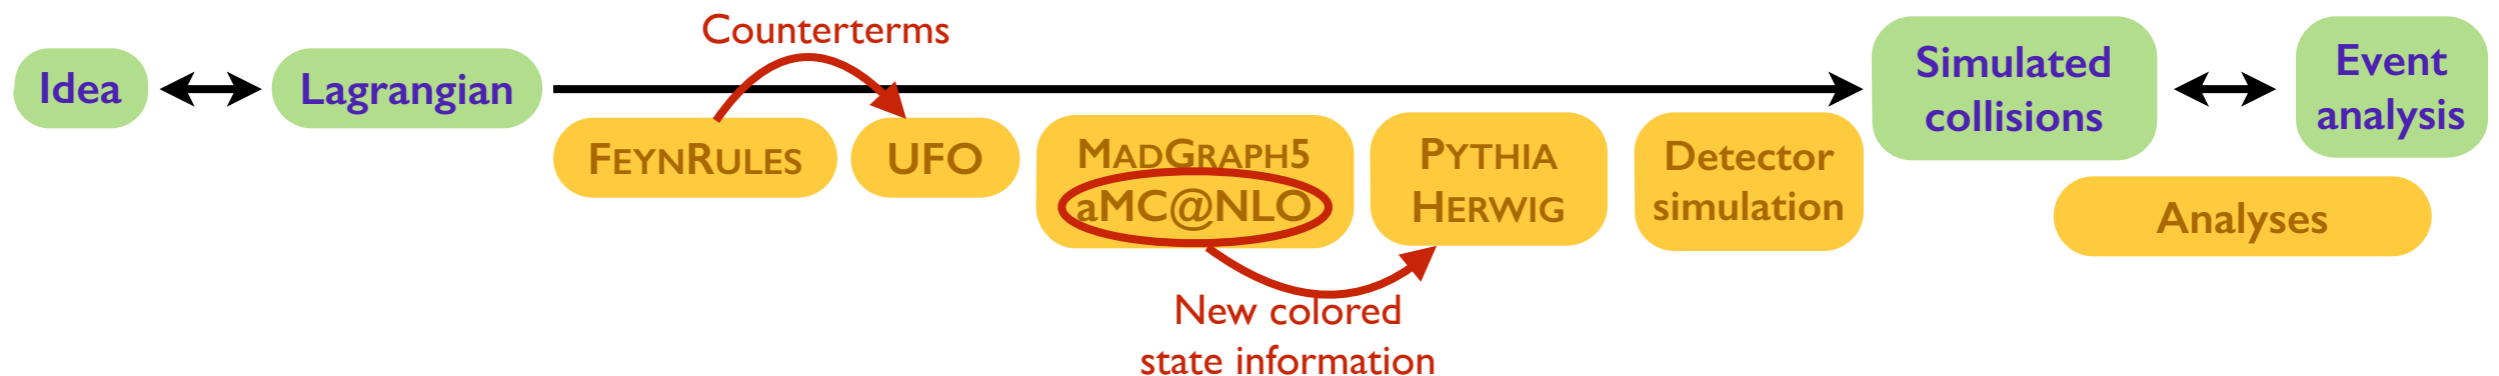 Counterterms
Idea
Lagrangian
Simulated
collisions
Event
analysis
FEYNRULES
UFO
MADGRAPH5
aMC@NLO
PYTHIA
HERWIG
Detector
simulation
Analyses
New colored
state information